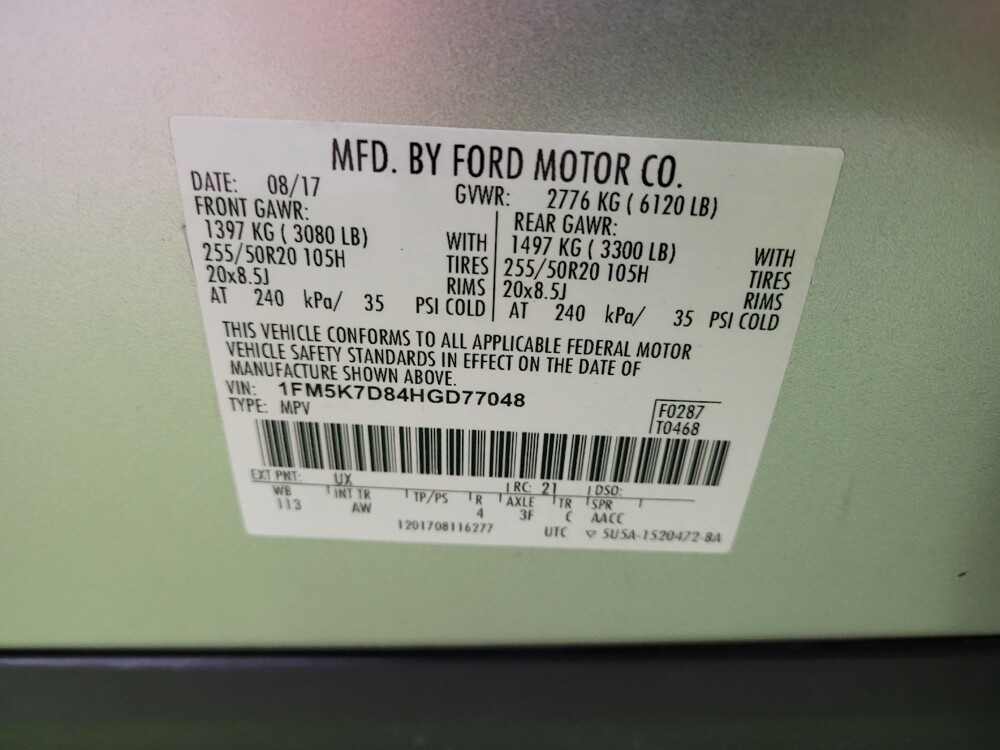 MFD. BY FORD MOTOR CO.
DATE: 08/17 GVWR: 2776 KG ( 6120 LB)
FRONT GAWR: REAR GAWR:
1397 KG ( 3080 LB) WITH 1497 KG ( 3300 LB) WITH
255/50R20 105H TIRES 255/50R20 105H TIRES
20x8.5J RIMS 20x8.5J RIMS
AT 240 kPa/ 35 PSI COLD AT 240 kPa/ 35 PSI COLD
THIS VEHICLE CONFORMS TO ALL APPLICABLE FEDERAL MOTOR
VEHICLE SAFETY STANDARDS IN EFFECT ON THE DATE OF
MANUFACTURE SHOWN ABOVE.
VIN: 1FM5K7D84HGD77048
TYPE: MPV F0287
T0468
EXT PNT: UX RC: 21 DSO:
WB INT TR TP/PS R AXLE TR SPR
113 AW 4 3F C AACC
1201708116277 UTC ▽ 5U5A-1520472-BA